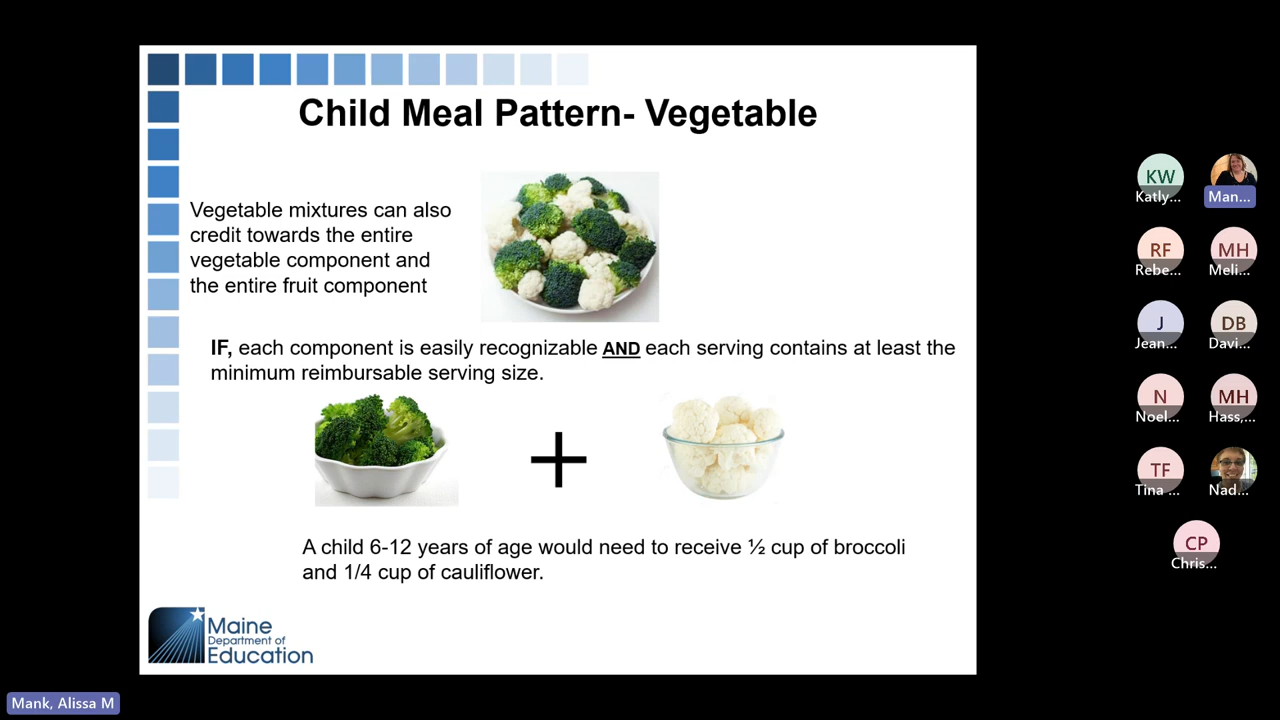 Child Meal Pattern- Vegetable
Vegetable mixtures can also
credit towards the entire
vegetable component and
the entire fruit component
IF, each component is easily recognizable AND each serving contains at least the
minimum reimbursable serving size.
A child 6-12 years of age would need to receive ½ cup of broccoli
and 1/4 cup of cauliflower.
Maine
Department of
Education
KW
Katly...
Man...
RF
Rebe...
MH
Meli...
J
Jean...
DB
Davi...
N
Noel...
MH
Hass,...
TF
Tina ...
Nad...
CP
Chris...
Mank, Alissa M